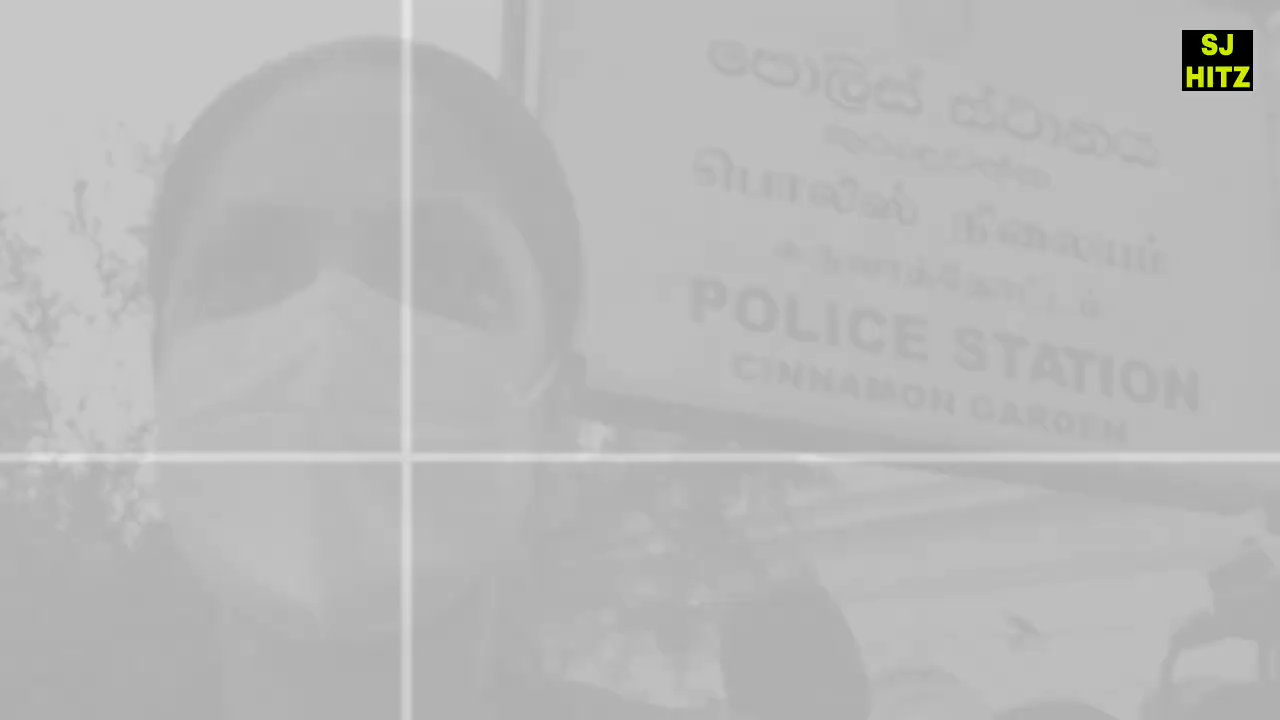 පොලිස් ස්ථානය
பொலிஸ் நிலையம்
POLICE STATION
CINNAMON GARDEN
SJ
HITZ